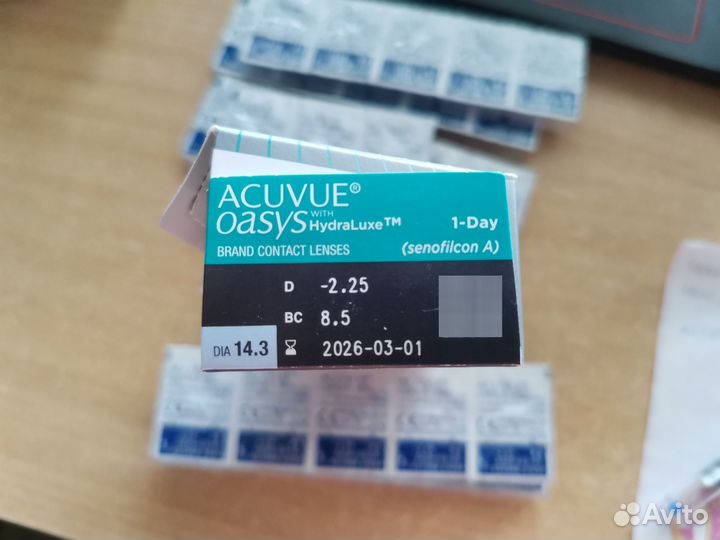 ACUVUE®
oasys WITH HydraLuxe™ 1-Day
BRAND CONTACT LENSES (senofilcon A)
D -2.25
BC 8.5
DIA 14.3 2026-03-01
Avito